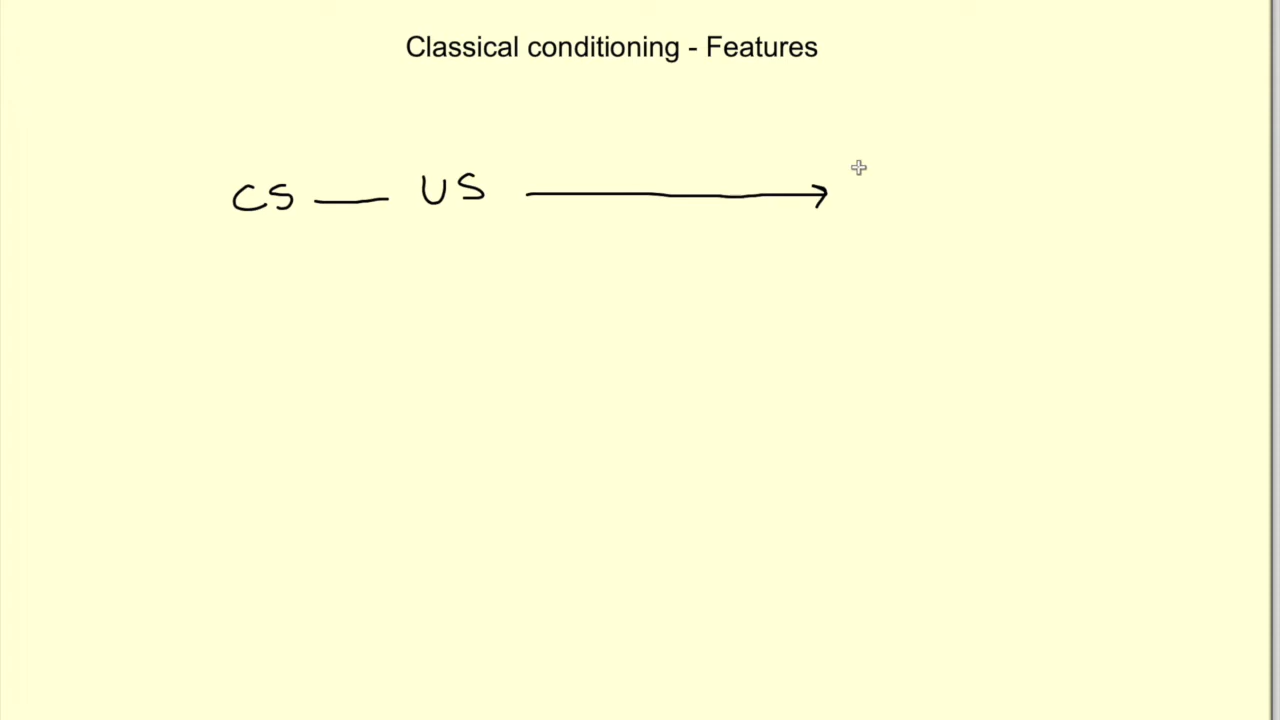 Classical conditioning - Features
CS — US →